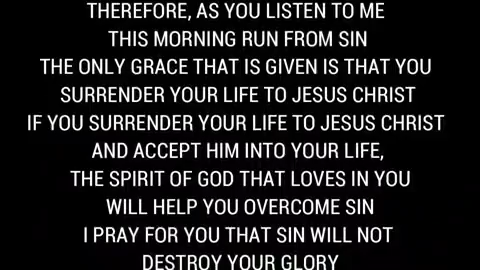 THEREFORE, AS YOU LISTEN TO ME
THIS MORNING RUN FROM SIN
THE ONLY GRACE THAT IS GIVEN IS THAT YOU
SURRENDER YOUR LIFE TO JESUS CHRIST
IF YOU SURRENDER YOUR LIFE TO JESUS CHRIST
AND ACCEPT HIM INTO YOUR LIFE,
THE SPIRIT OF GOD THAT LOVES IN YOU
WILL HELP YOU OVERCOME SIN
I PRAY FOR YOU THAT SIN WILL NOT
DESTROY YOUR GLORY